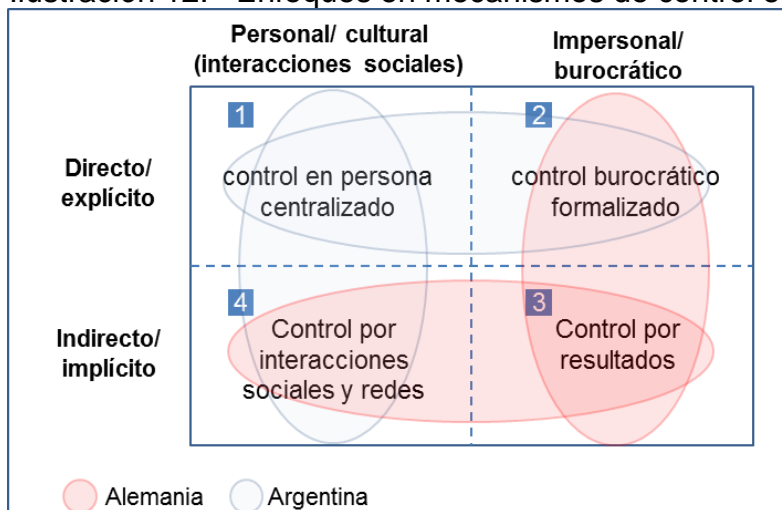 Personal/ cultural
(interacciones sociales)
Impersonal/
burocrático
Directo/
explícito
1
control en persona
centralizado
2
control burocrático
formalizado
Indirecto/
implícito
4
Control por
interacciones
sociales y redes
3
Control por
resultados
Alemania
Argentina